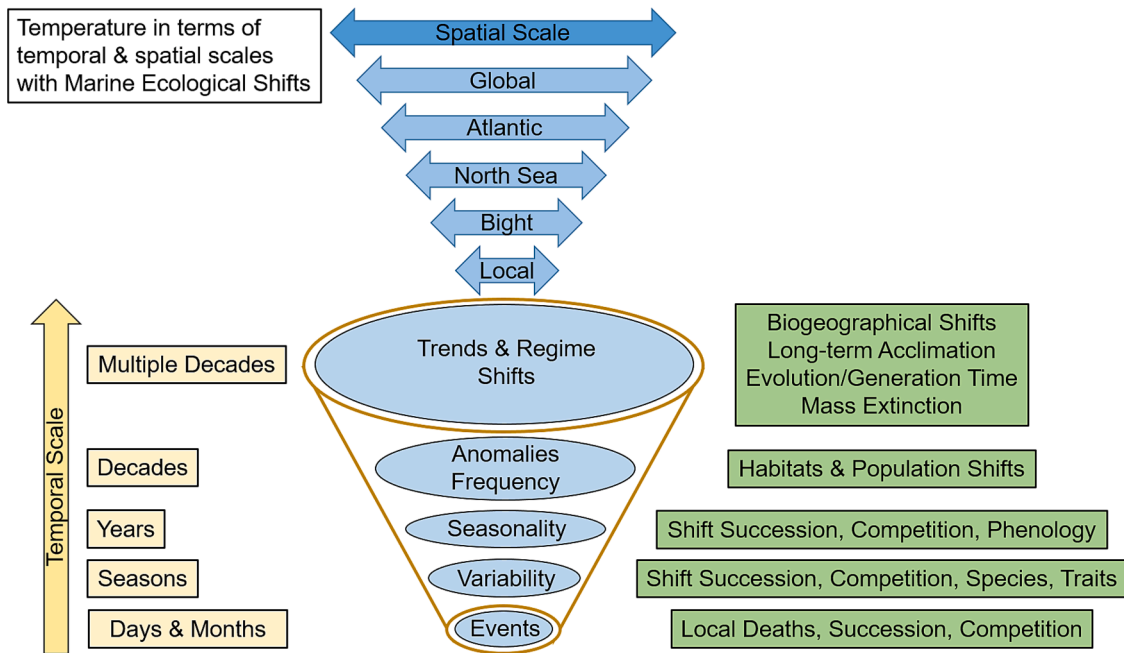 Temperature in terms of
temporal & spatial scales
with Marine Ecological Shifts
Spatial Scale
Global
Atlantic
North Sea
Bight
Local
Temporal Scale
Multiple Decades
Trends & Regime
Shifts
Biogeographical Shifts
Long-term Acclimation
Evolution/Generation Time
Mass Extinction
Decades
Anomalies
Frequency
Habitats & Population Shifts
Years
Seasonality
Shift Succession, Competition, Phenology
Seasons
Variability
Shift Succession, Competition, Species, Traits
Days & Months
Events
Local Deaths, Succession, Competition